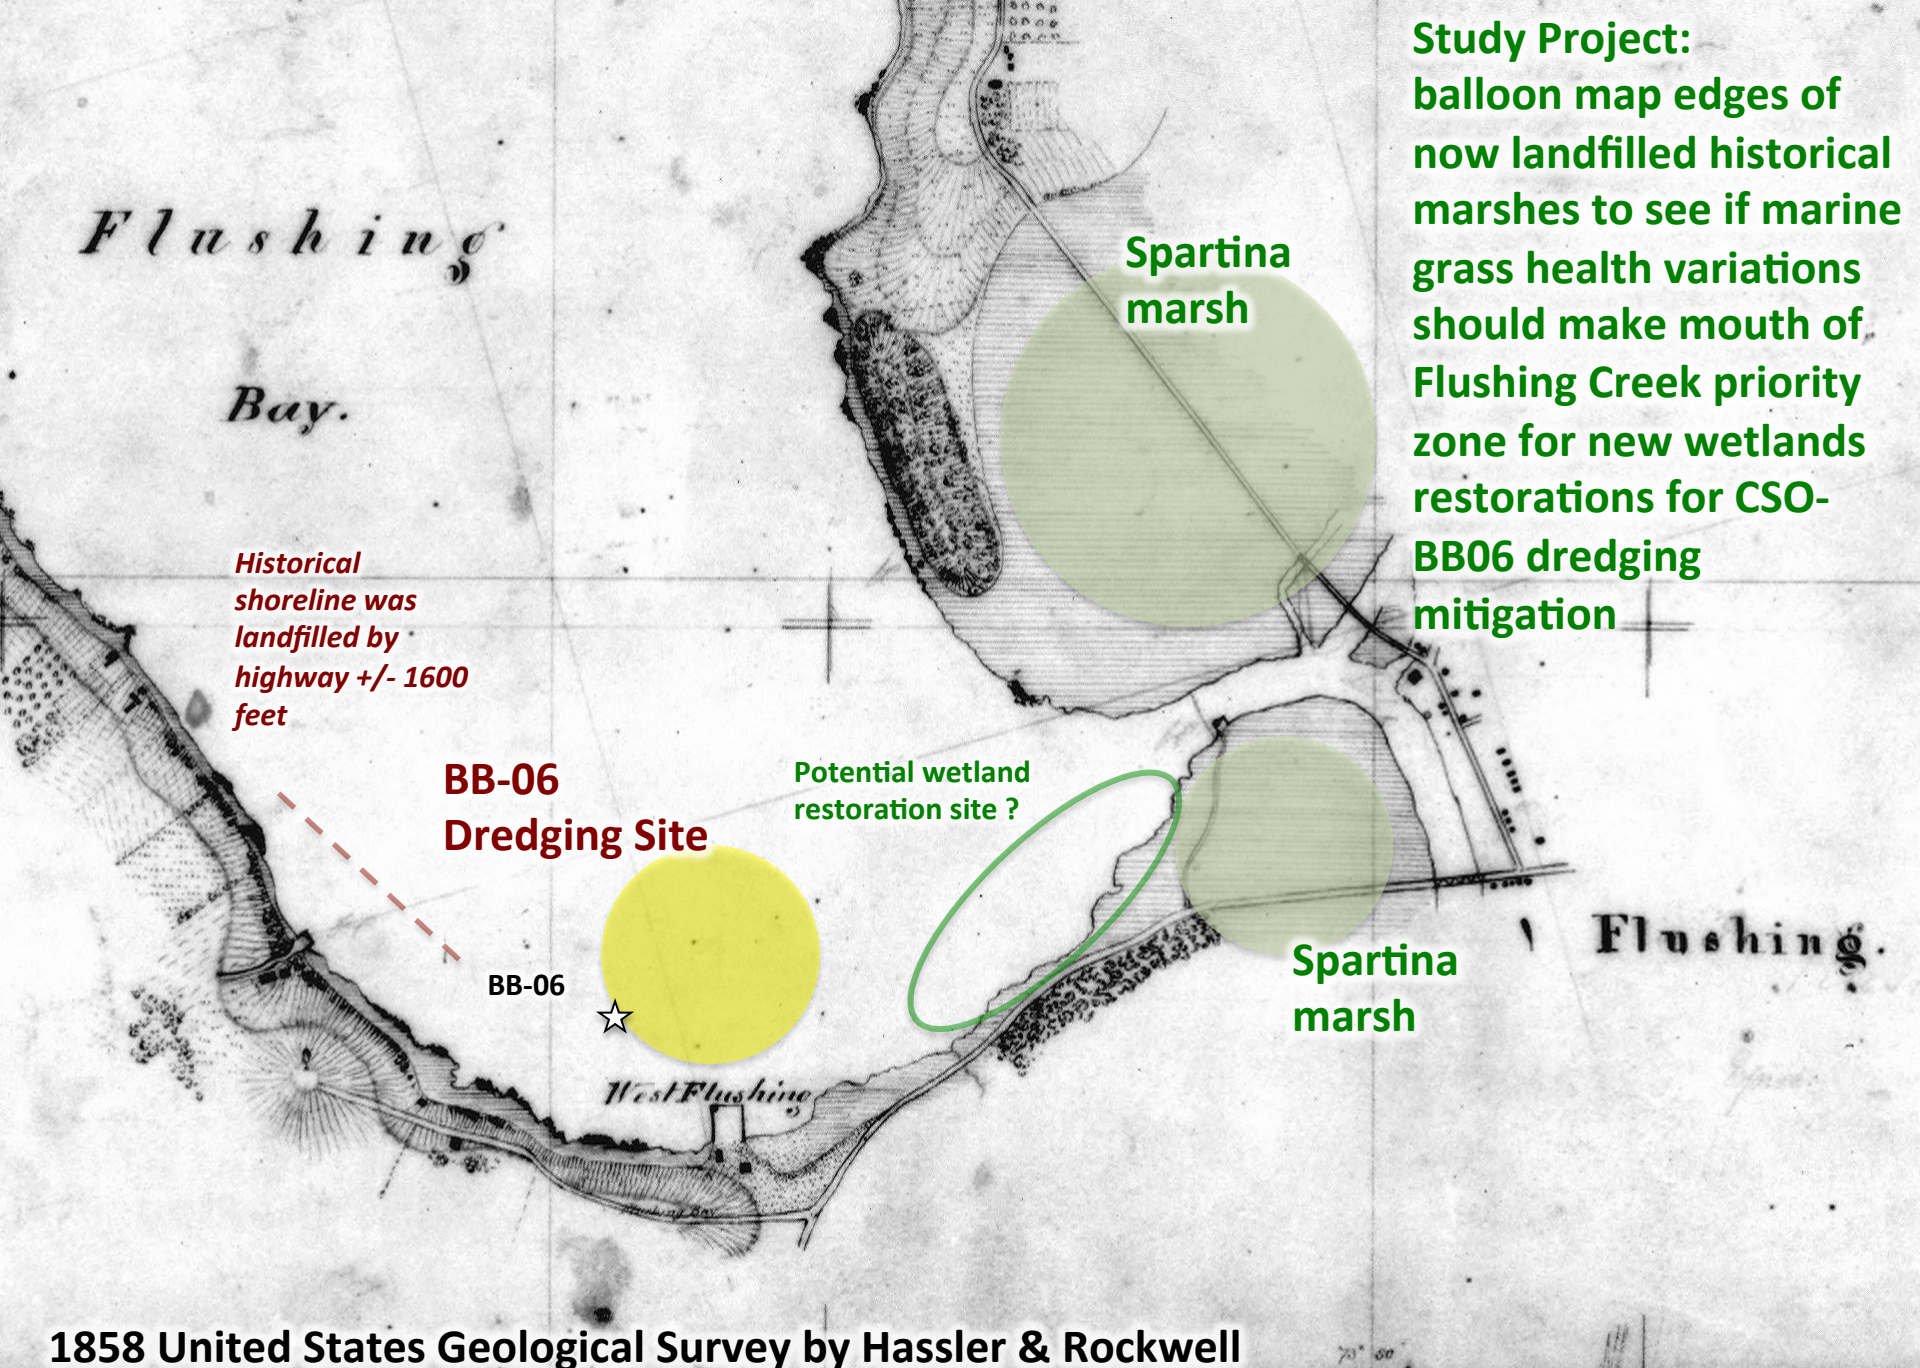 Study Project:
balloon map edges of
now landfilled historical
marshes to see if marine
grass health variations
should make mouth of
Flushing Creek priority
zone for new wetlands
restorations for CSO-
BB06 dredging
mitigation
Flushing
Bay.
Spartina
marsh
Historical
shoreline was
landfilled by
highway +/- 1600
feet
BB-06
Dredging Site
Potential wetland
restoration site ?
BB-06
Flushing.
Spartina
marsh
West Flushing
1858 United States Geological Survey by Hassler & Rockwell